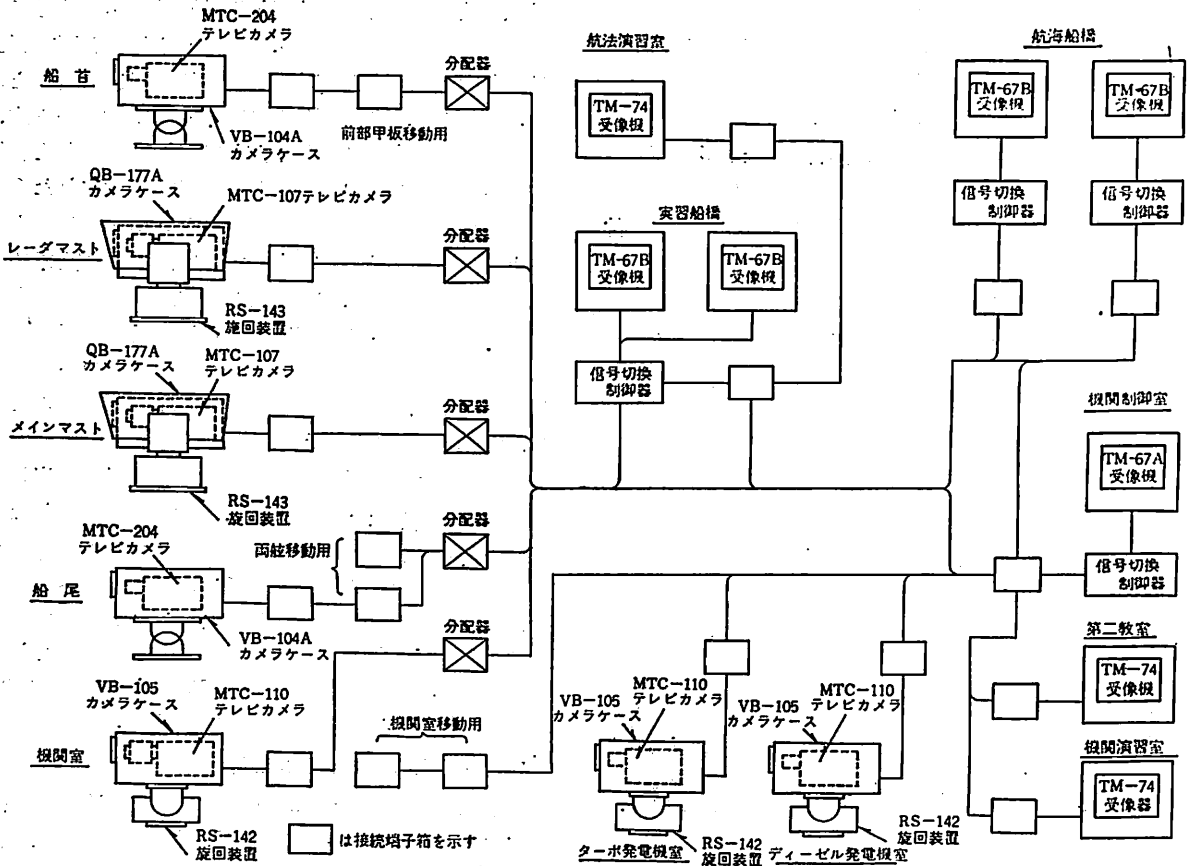 MTC-204
テレビカメラ
船首
分配器
前部甲板移動用
VB-104A
カメラケース
QB-177A
カメラケース
MTC-107テレビカメラ
レーダマスト
分配器
RS-143
旋回装置
QB-177A
カメラケース
MTC-107
テレビカメラ
メインマスト
分配器
RS-143
旋回装置
MTC-204
テレビカメラ
両舷移動用
分配器
船尾
VB-104A
カメラケース
分配器
VB-105
カメラケース
MTC-110
テレビカメラ
機関室
機関室移動用
RS-142
旋回装置
は接続端子箱を示す
航法演習室
TM-74
受像機
実習船橋
TM-67B
受像機
TM-67B
受像機
信号切換
制御器
航海船橋
TM-67B
受像機
TM-67B
受像機
信号切換
制御器
信号切換
制御器
機関制御室
TM-67A
受像機
信号切換
制御器
第二教室
TM-74
受像機
機関演習室
TM-74
受像器
VB-105
カメラケース
MTC-110
テレビカメラ
RS-142
旋回装置
ターボ発電機室
VB-105
カメラケース
MTC-110
テレビカメラ
RS-142
旋回装置
ディーゼル発電機室